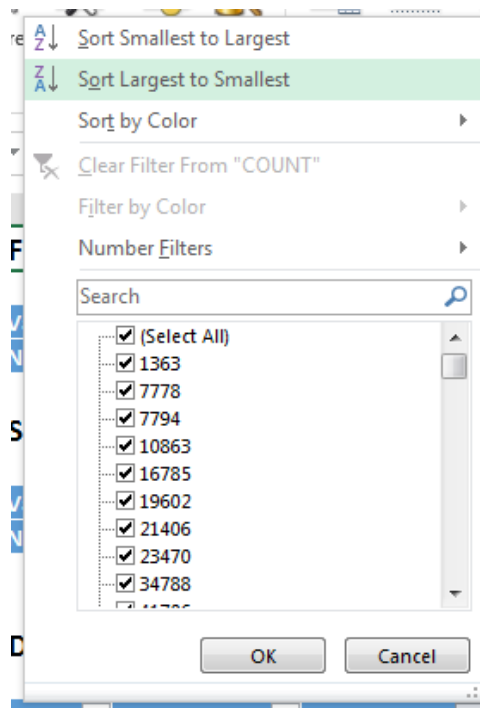 Sort Smallest to Largest
Sort Largest to Smallest
Sort by Color
Clear Filter From "COUNT"
Filter by Color
Number Filters
Search
(Select All)
1363
7778
7794
10863
16785
19602
21406
23470
34788
OK
Cancel